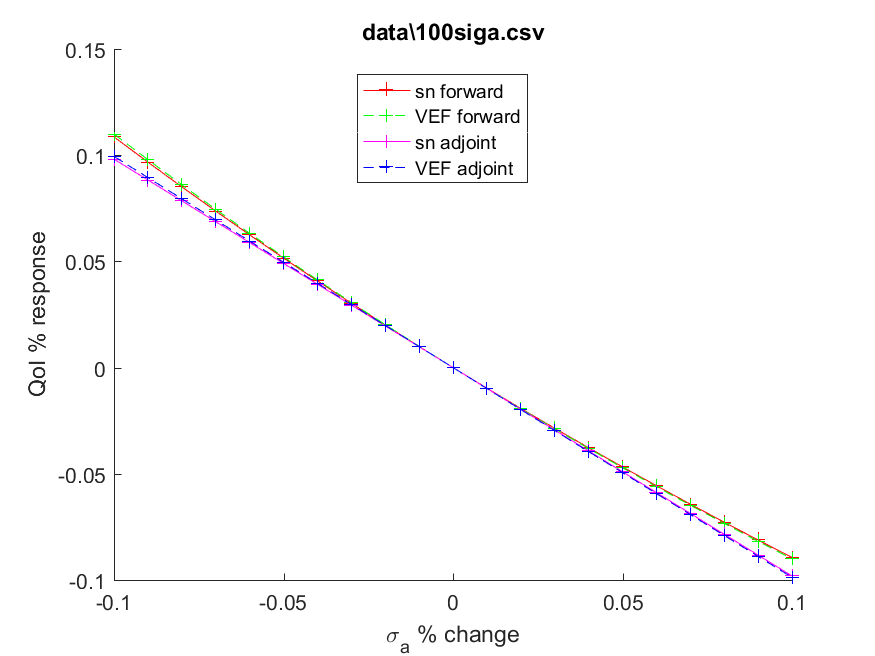 data\100siga.csv
0.15
0.1
0.05
0
-0.05
-0.1
QoI % response
sn forward
VEF forward
sn adjoint
VEF adjoint
-0.1 -0.05 0 0.05 0.1
σa % change